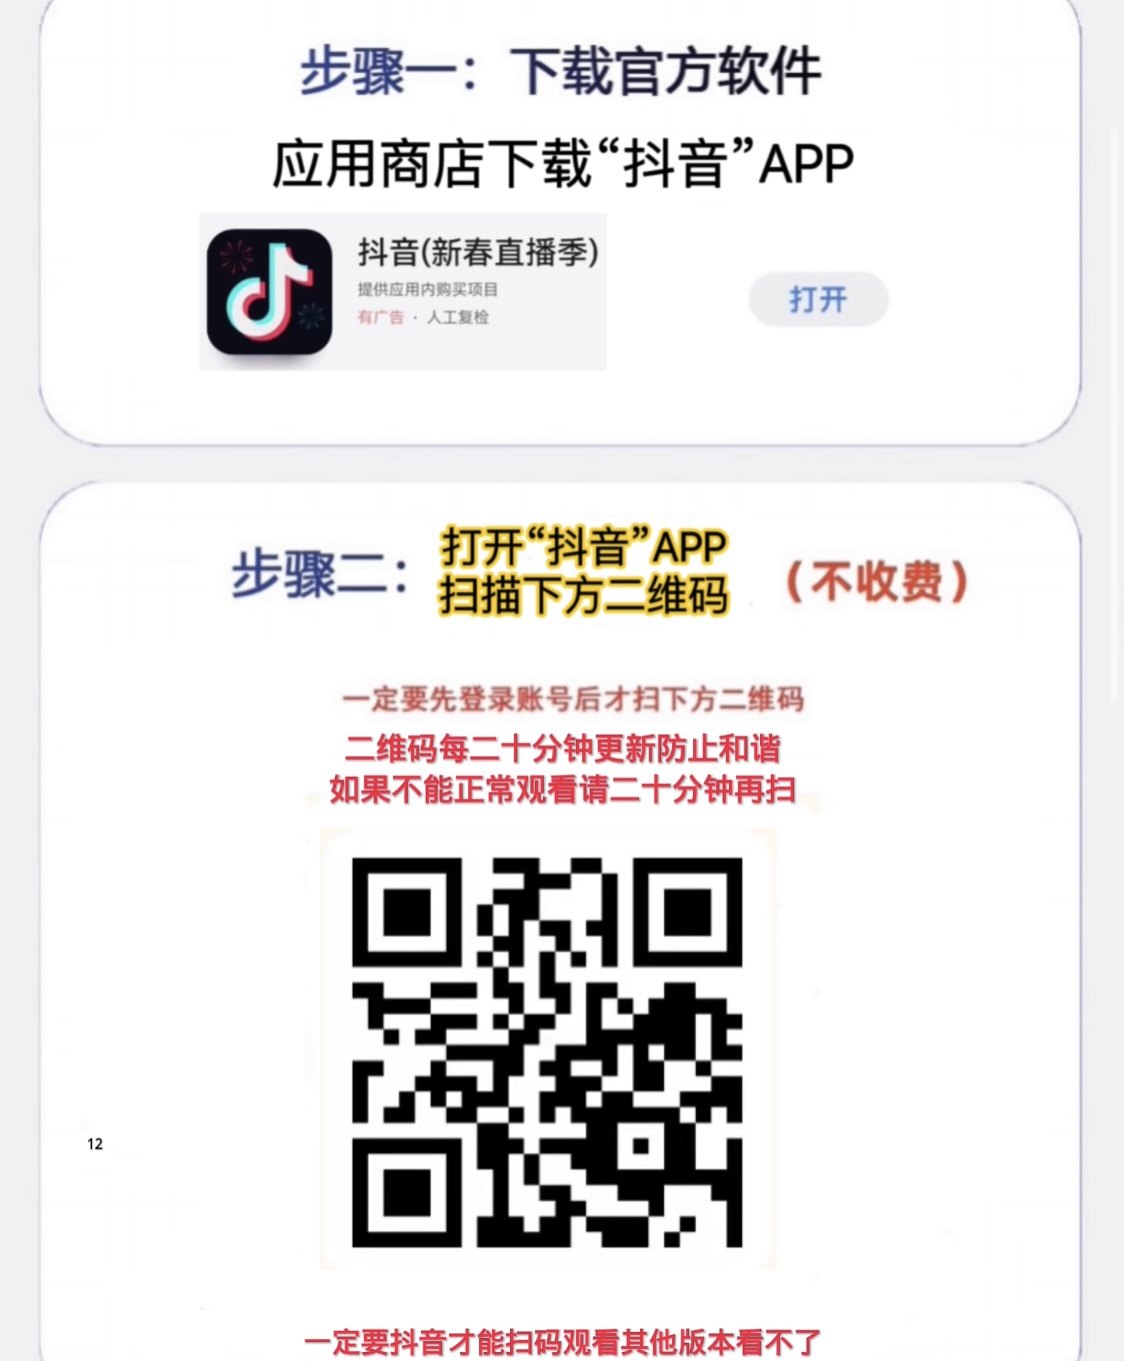 步骤一：下载官方软件
应用商店下载“抖音”APP
抖音(新春直播季)
提供应用内购买项目
有广告 · 人工复检
打开
步骤二：
打开“抖音”APP
扫描下方二维码
（不收费）
一定要先登录账号后才扫下方二维码
二维码每二十分钟更新防止和谐
如果不能正常观看请二十分钟再扫
12
一定要抖音才能扫码观看其他版本看不了